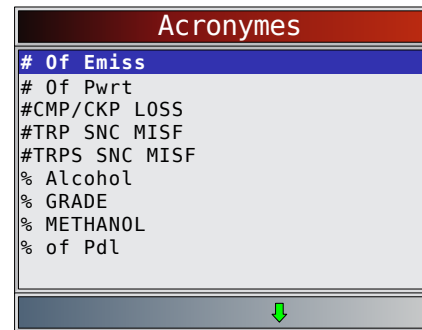 Acronymes
# Of Emiss
# Of Pwrt
#CMP/CKP LOSS
#TRP SNC MISF
#TRPS SNC MISF
% Alcohol
% GRADE
% METHANOL
% of Pdl